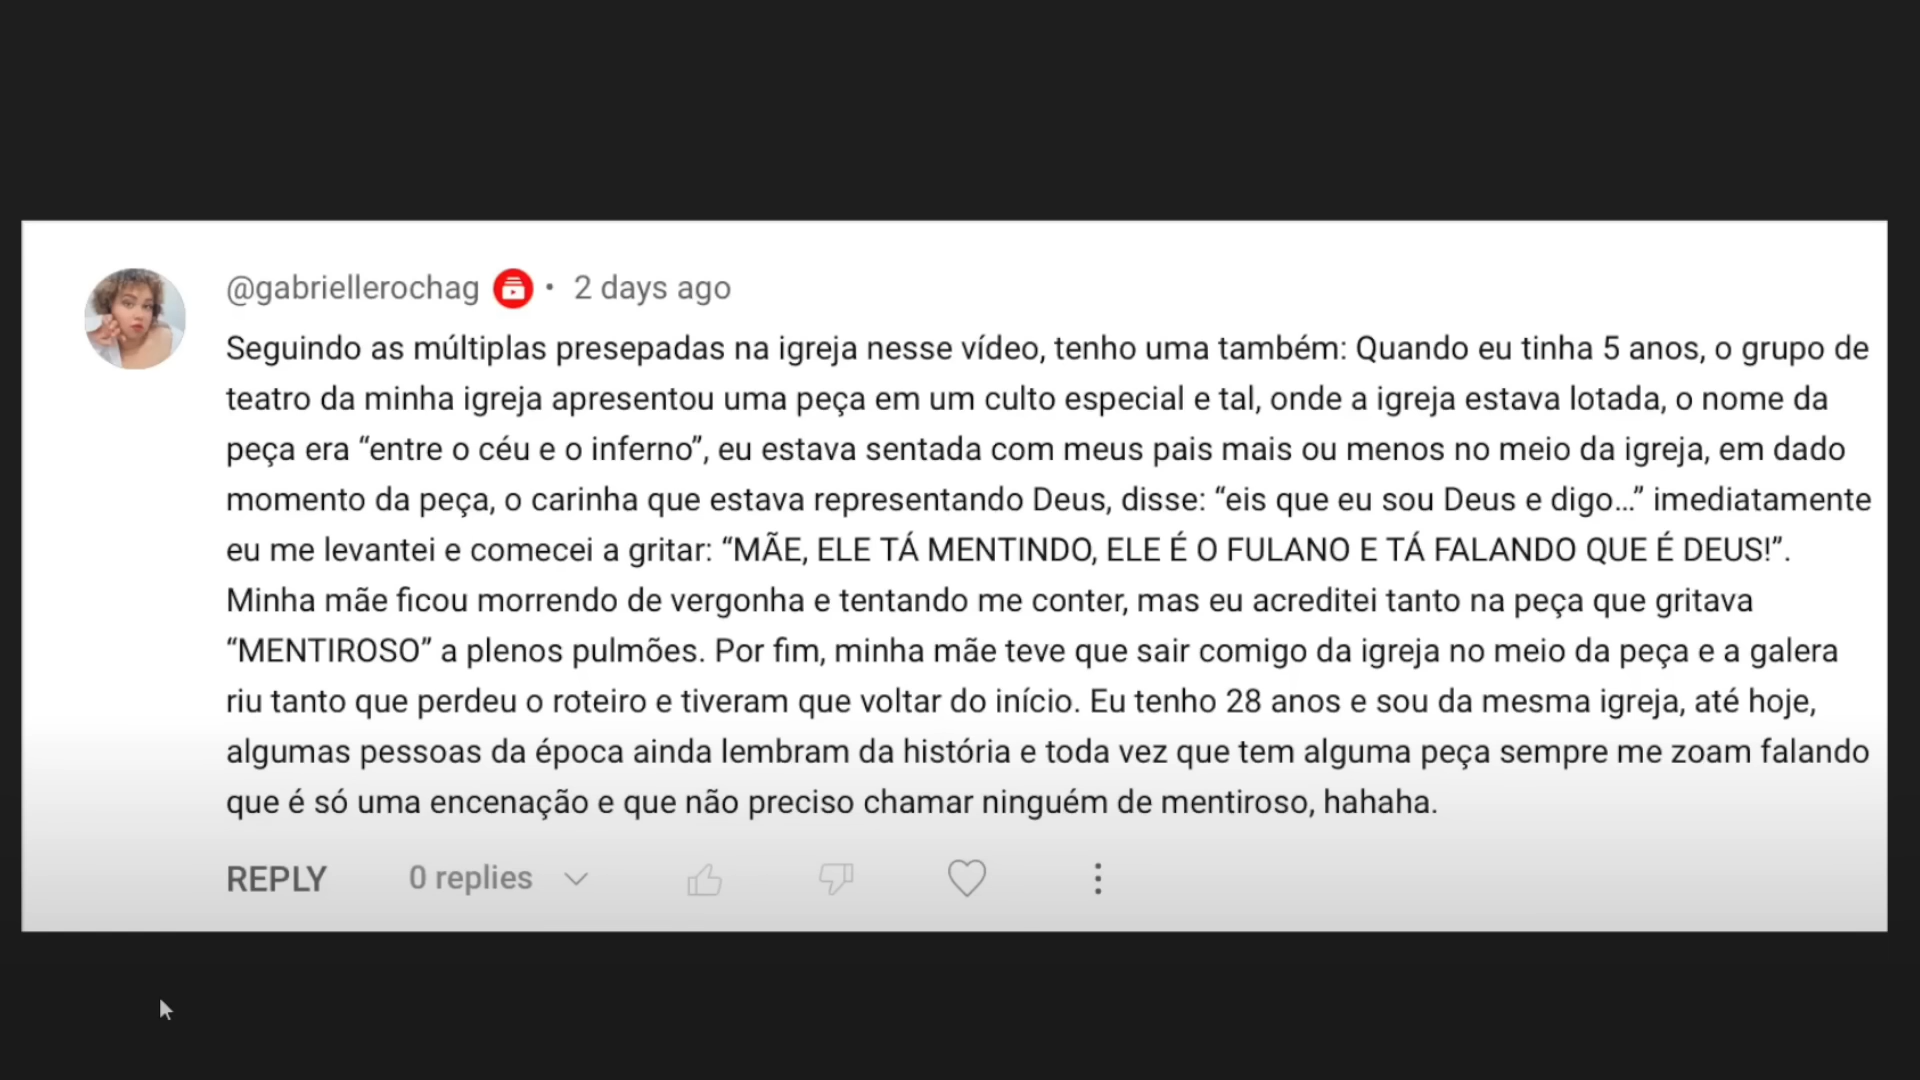 @gabriellerochag • 2 days ago
Seguindo as múltiplas presepadas na igreja nesse vídeo, tenho uma também: Quando eu tinha 5 anos, o grupo de
teatro da minha igreja apresentou uma peça em um culto especial e tal, onde a igreja estava lotada, o nome da
peça era “entre o céu e o inferno”, eu estava sentada com meus pais mais ou menos no meio da igreja, em dado
momento da peça, o carinha que estava representando Deus, disse: “eis que eu sou Deus e digo...” imediatamente
eu me levantei e comecei a gritar: “MÃE, ELE TÁ MENTINDO, ELE É O FULANO E TÁ FALANDO QUE É DEUS!”.
Minha mãe ficou morrendo de vergonha e tentando me conter, mas eu acreditei tanto na peça que gritava
“MENTIROSO” a plenos pulmões. Por fim, minha mãe teve que sair comigo da igreja no meio da peça e a galera
riu tanto que perdeu o roteiro e tiveram que voltar do início. Eu tenho 28 anos e sou da mesma igreja, até hoje,
algumas pessoas da época ainda lembram da história e toda vez que tem alguma peça sempre me zoam falando
que é só uma encenação e que não preciso chamar ninguém de mentiroso, hahaha.
REPLY 0 replies